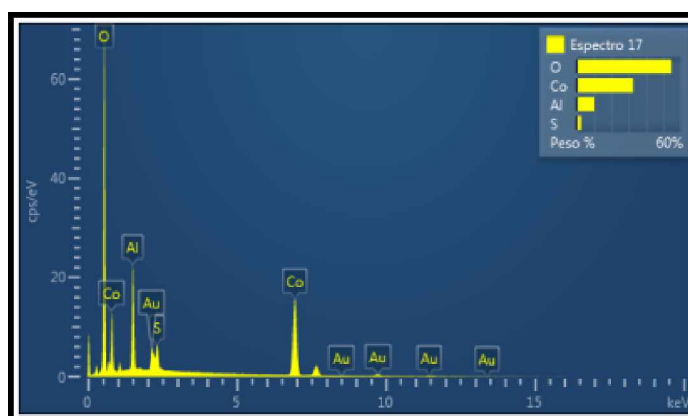 O
Espectro 17
O
Co
Al
S
Peso % 60%
60
cps/eV
40
Al
20
Co
Au
S
Co
Au
Au
Au
Au
0
0 5 10 15 keV